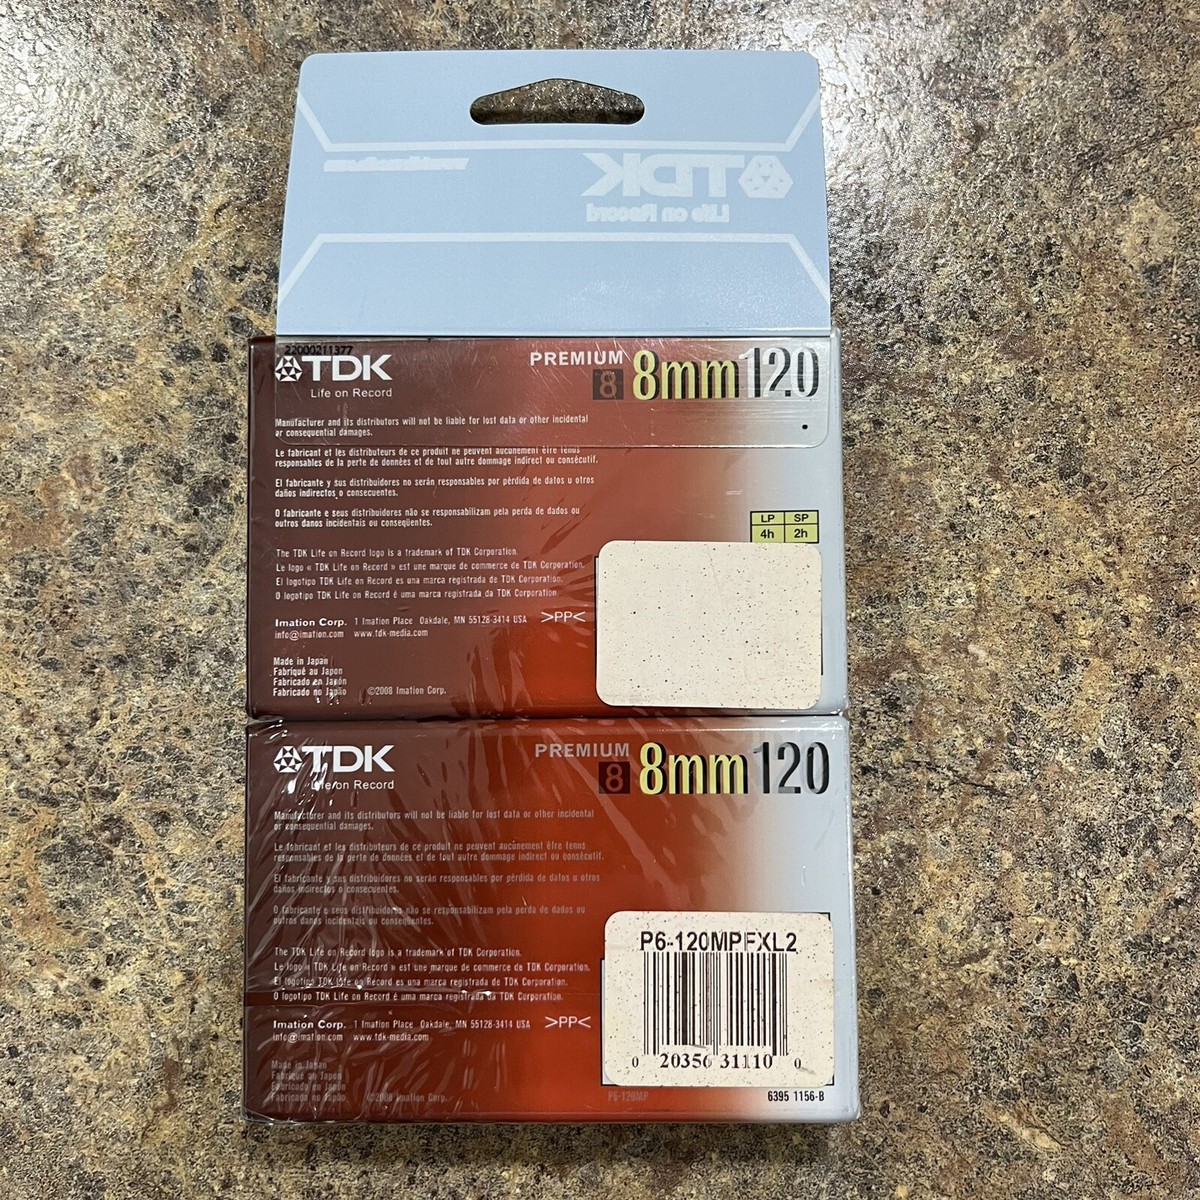 TDK
Life on Record
22000211377
TDK
Life on Record
PREMIUM
8 8mm 120
Manufacturer and its distributors will not be liable for lost data or other incidental
or consequential damages.
Le fabricant et les distributeurs de ce produit ne peuvent aucunement être tenus
responsables de la perte de données et de tout autre dommage indirect ou consécutif.
El fabricante y sus distribuidores no serán responsables por pérdida de datos u otros
daños indirectos o consecuentes.
O fabricante e seus distribuidores não se responsabilizam pela perda de dados ou
outros danos incidentais ou conseqüentes.
LP SP
4h 2h
The TDK Life on Record logo is a trademark of TDK Corporation.
Le logo « TDK Life on Record » est une marque de commerce de TDK Corporation.
El logotipo TDK Life on Record es una marca registrada de TDK Corporation.
O logotipo TDK Life on Record é uma marca registrada da TDK Corporation.
Imation Corp. 1 Imation Place Oakdale, MN 55128-3414 USA >PP<
info@imation.com www.tdk-media.com
Made in Japan
Fabriqué au Japon
Fabricado en Japón
Fabricado no Japão ©2008 Imation Corp.
TDK
Life on Record
PREMIUM
8 8mm 120
Manufacturer and its distributors will not be liable for lost data or other incidental
or consequential damages.
Le fabricant et les distributeurs de ce produit ne peuvent aucunement être tenus
responsables de la perte de données et de tout autre dommage indirect ou consécutif.
El fabricante y sus distribuidores no serán responsables por pérdida de datos u otros
daños indirectos o consecuentes.
O fabricante e seus distribuidores não se responsabilizam pela perda de dados ou
outros danos incidentais ou conseqüentes.
The TDK Life on Record logo is a trademark of TDK Corporation.
Le logo « TDK Life on Record » est une marque de commerce de TDK Corporation.
El logotipo TDK Life on Record es una marca registrada de TDK Corporation.
O logotipo TDK Life on Record é uma marca registrada da TDK Corporation.
Imation Corp. 1 Imation Place Oakdale, MN 55128-3414 USA >PP<
info@imation.com www.tdk-media.com
Made in Japan
Fabriqué au Japon
Fabricado en Japón
Fabricado no Japão ©2008 Imation Corp.
P6-120MPFXL2
0 20356 31110 0
P6-120MP
6395 1156-B